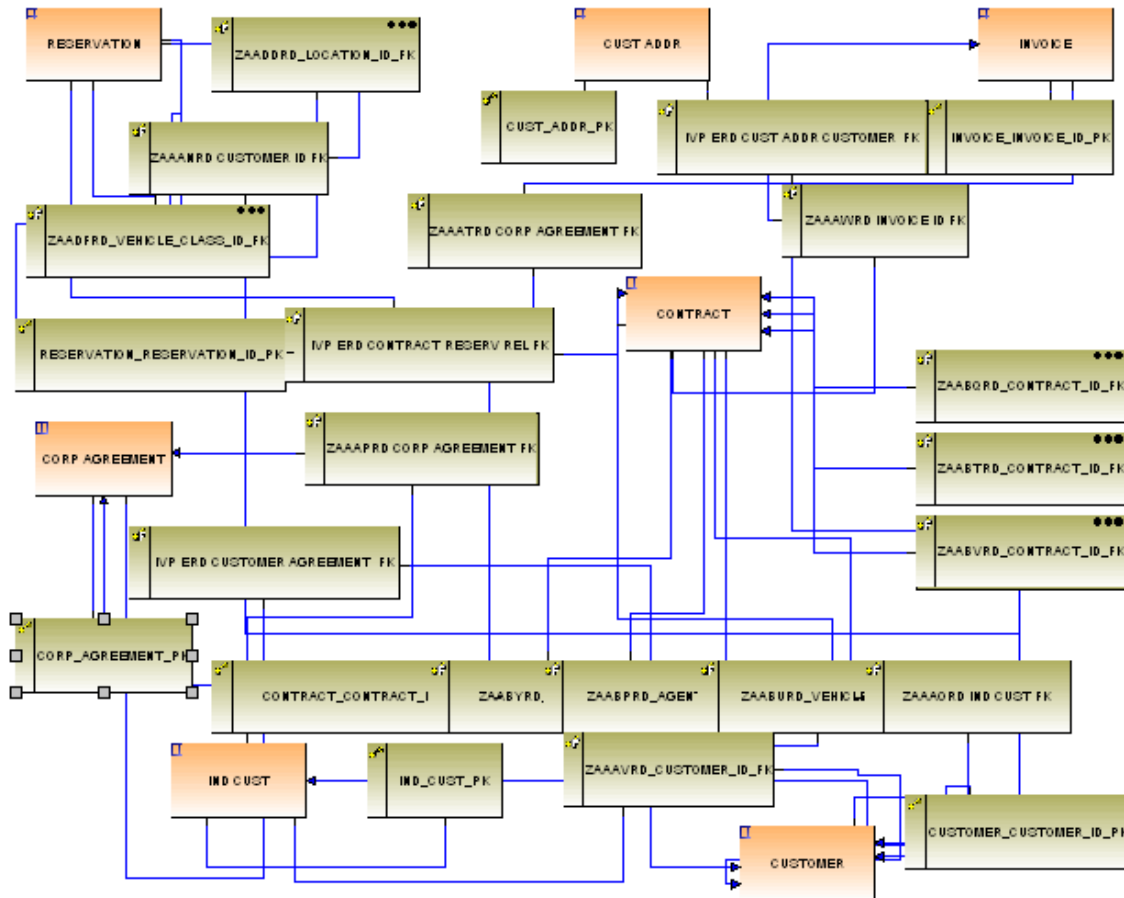 RESERVATION
ZAADDRD_LOCATION_ID_FK
CUST ADDR
INVOICE
CUST_ADDR_PK
IVP ERD CUST ADDR CUSTOMER FK
INVOICE_INVOICE_ID_PK
ZAAANRD CUSTOMER ID FK
ZAADFRD_VEHICLE_CLASS_ID_FK
ZAAATRD CORP AGREEMENT FK
ZAAAWRD INVOICE ID FK
CONTRACT
RESERVATION_RESERVATION_ID_PK
IVP ERD CONTRACT RESERV REL FK
ZAABQRD_CONTRACT_ID_FK
CORP AGREEMENT
ZAAAPRD CORP AGREEMENT FK
ZAABTRD_CONTRACT_ID_FK
ZAABVRD_CONTRACT_ID_FK
IVP ERD CUSTOMER AGREEMENT FK
CORP_AGREEMENT_PK
CONTRACT_CONTRACT_I
ZAABYRD_
ZAABPRD_AGENT
ZAABURD_VEHICLE
ZAAAORD IND CUST FK
IND CUST
IND_CUST_PK
ZAAAVRD_CUSTOMER_ID_FK
CUSTOMER_CUSTOMER_ID_PK
CUSTOMER